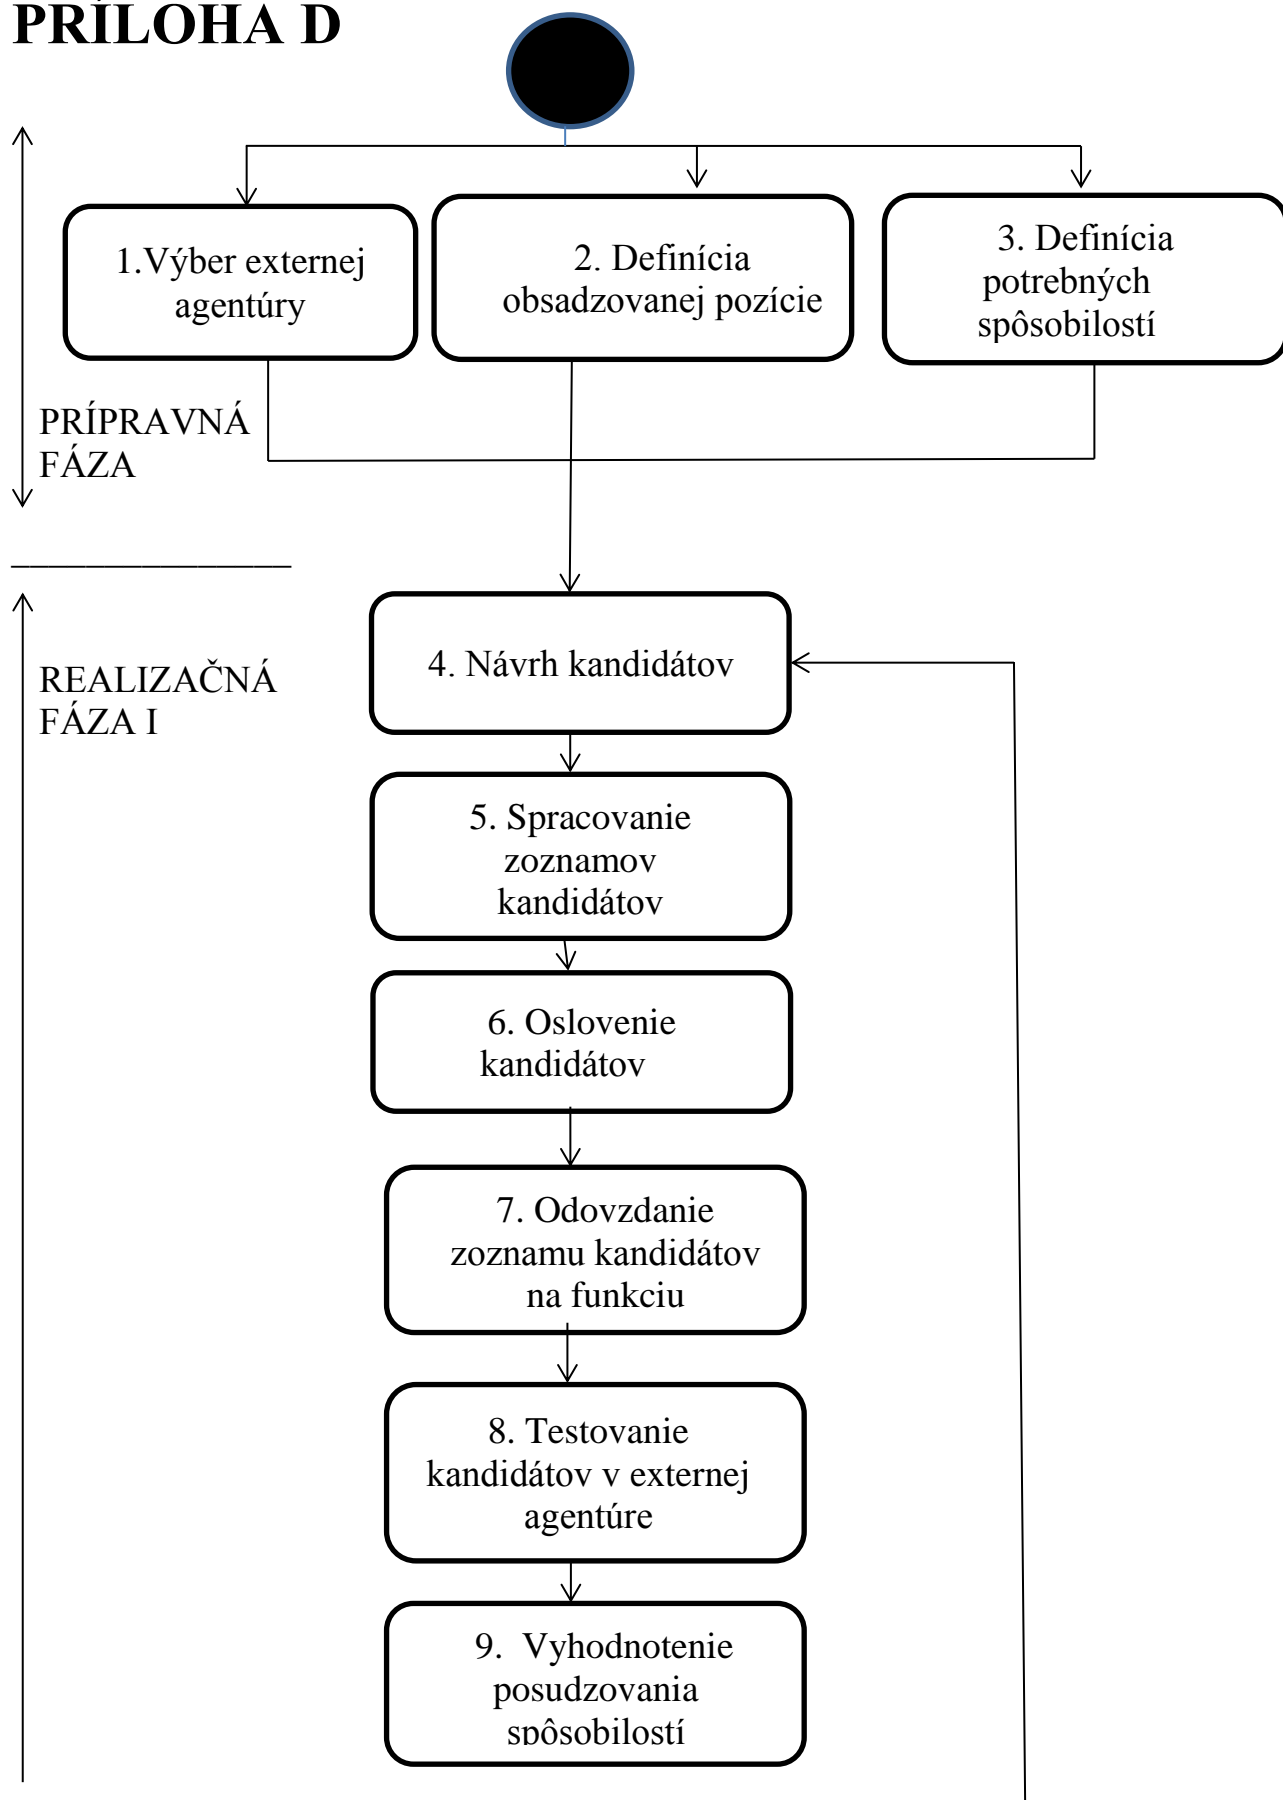 PRÍLOHA D
1.Výber externej
agentúry
2. Definícia
obsadzovanej pozície
3. Definícia
potrebných
spôsobilostí
PRÍPRAVNÁ
FÁZA
REALIZAČNÁ
FÁZA I
4. Návrh kandidátov
5. Spracovanie
zoznamov
kandidátov
6. Oslovenie
kandidátov
7. Odovzdanie
zoznamu kandidátov
na funkciu
8. Testovanie
kandidátov v externej
agentúre
9. Vyhodnotenie
posudzovania
spôsobilostí